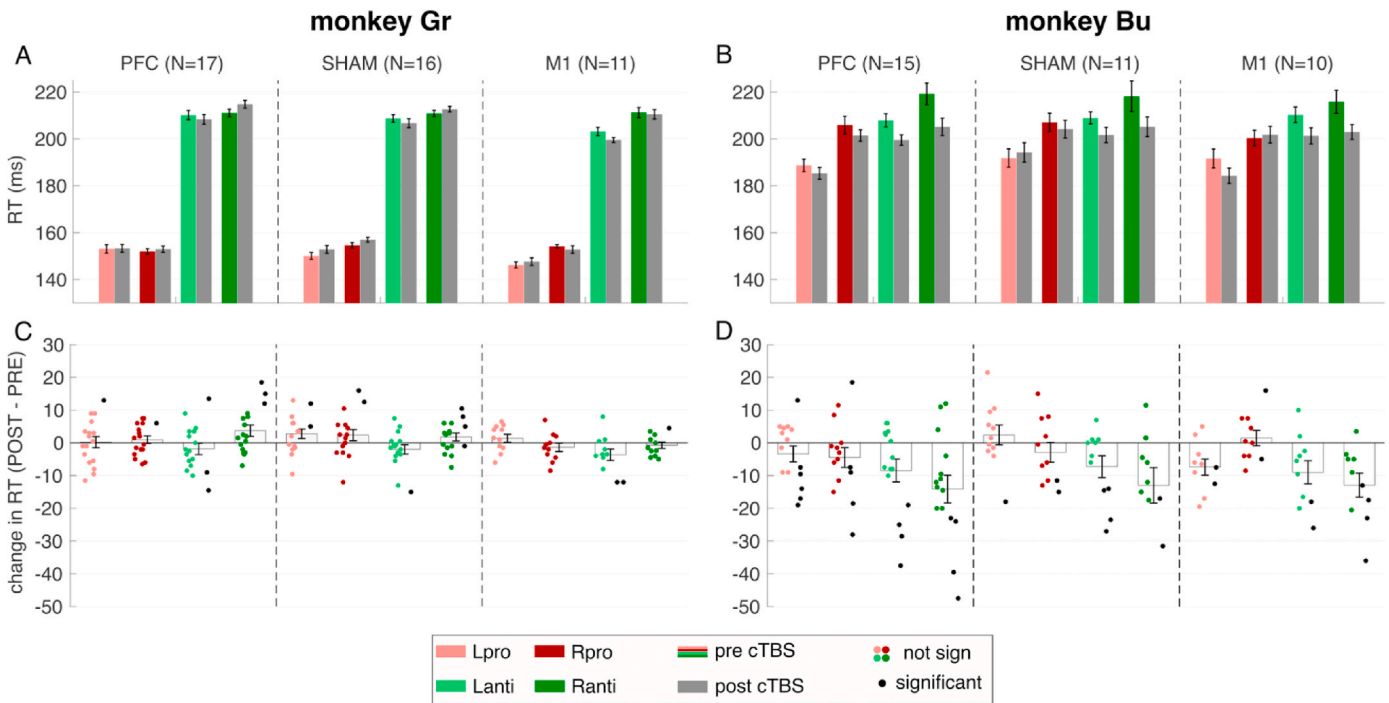 monkey Gr
monkey Bu
A
PFC (N=17)
SHAM (N=16)
M1 (N=11)
B
PFC (N=15)
SHAM (N=11)
M1 (N=10)
RT (ms)
220
200
180
160
140
220
200
180
160
140
C
D
change in RT (POST - PRE)
30
20
10
0
-10
-20
-30
-40
-50
30
20
10
0
-10
-20
-30
-40
-50
Lpro
Rpro
pre cTBS
not sign
Lanti
Ranti
post cTBS
significant